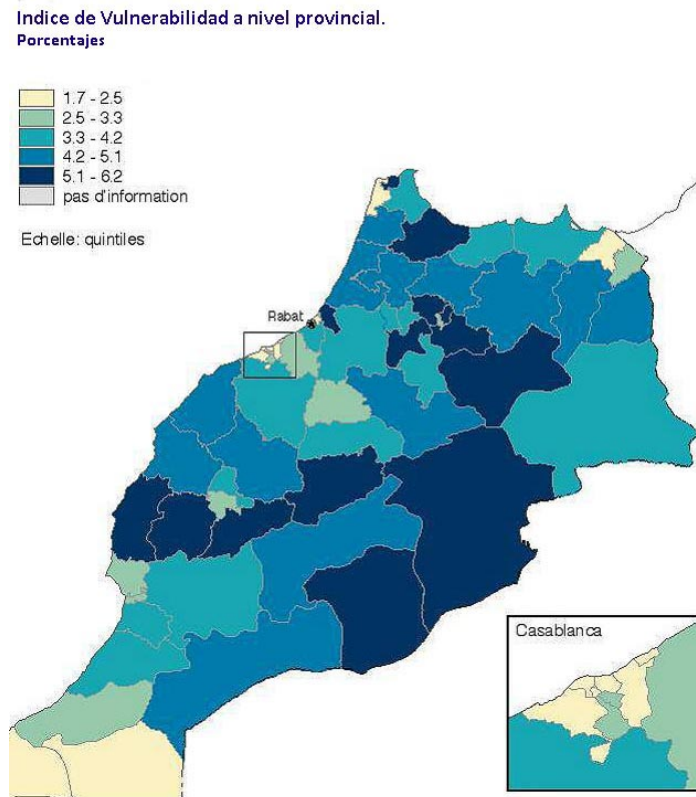 Indice de Vulnerabilidad a nivel provincial.
Porcentajes
1.7 - 2.5
2.5 - 3.3
3.3 - 4.2
4.2 - 5.1
5.1 - 6.2
pas d'information
Echelle: quintiles
Rabat
Casablanca